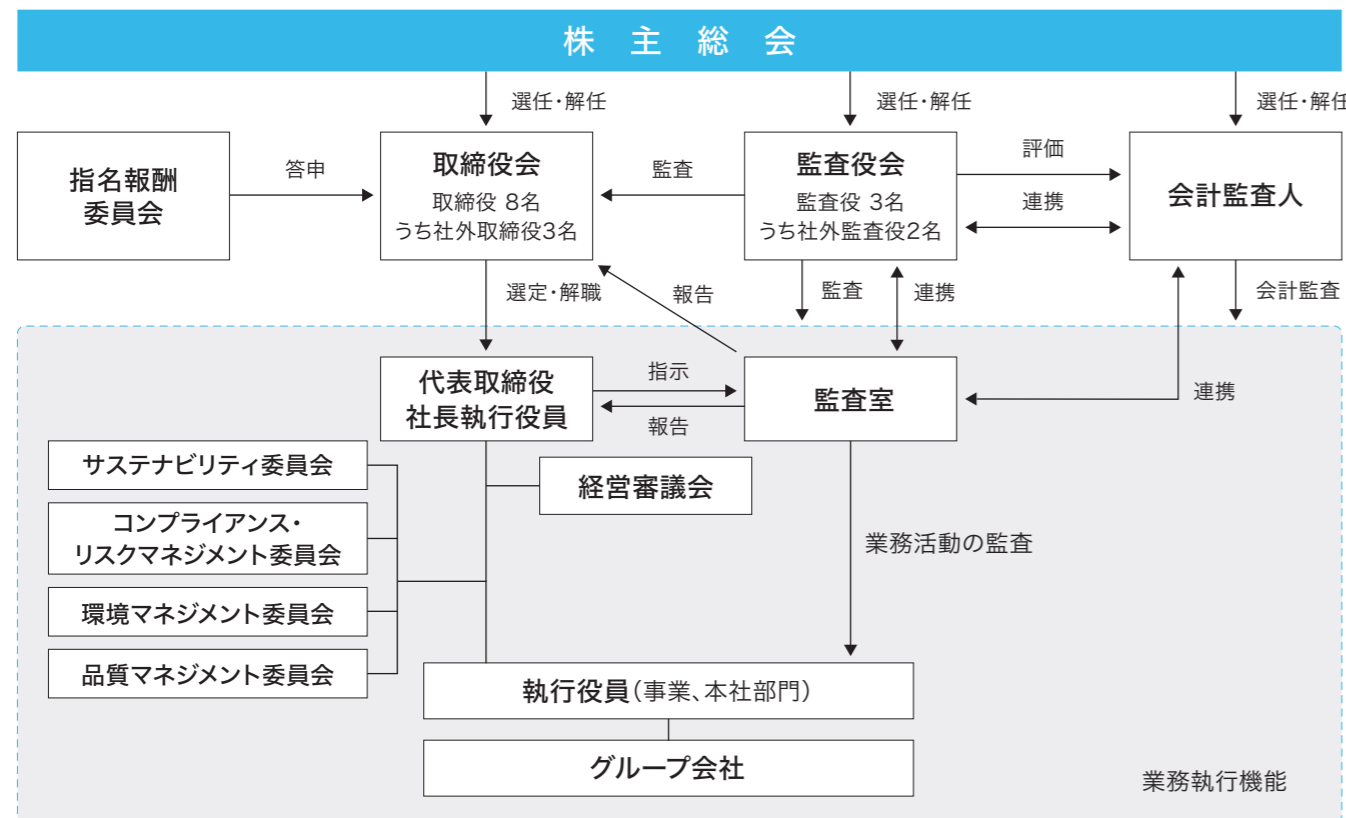 株主総会
選任・解任
選任・解任
選任・解任
指名報酬
委員会
答申
取締役会
取締役 8名
うち社外取締役3名
監査
監査役会
監査役 3名
うち社外監査役2名
評価
連携
会計監査人
選定・解職
報告
監査
連携
会計監査
代表取締役
社長執行役員
指示
報告
監査室
連携
サステナビリティ委員会
コンプライアンス・
リスクマネジメント委員会
環境マネジメント委員会
品質マネジメント委員会
経営審議会
業務活動の監査
執行役員(事業、本社部門)
グループ会社
業務執行機能